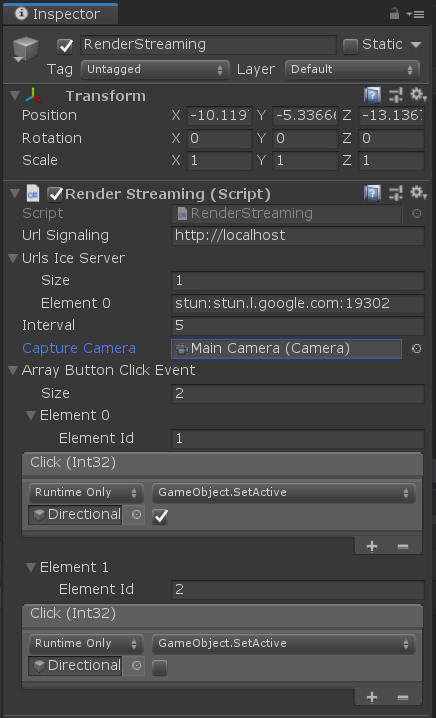 Inspector
RenderStreaming Static
Tag Untagged Layer Default
Transform
Position X -10.119 Y -5.3366 Z -13.136
Rotation X 0 Y 0 Z 0
Scale X 1 Y 1 Z 1
Render Streaming (Script)
Script RenderStreaming
Url Signaling http://localhost
Urls Ice Server
Size 1
Element 0 stun:stun.l.google.com:19302
Interval 5
Capture Camera Main Camera (Camera)
Array Button Click Event
Size 2
Element 0
Element Id 1
Click (Int32)
Runtime Only GameObject.SetActive
Directional
Element 1
Element Id 2
Click (Int32)
Runtime Only GameObject.SetActive
Directional